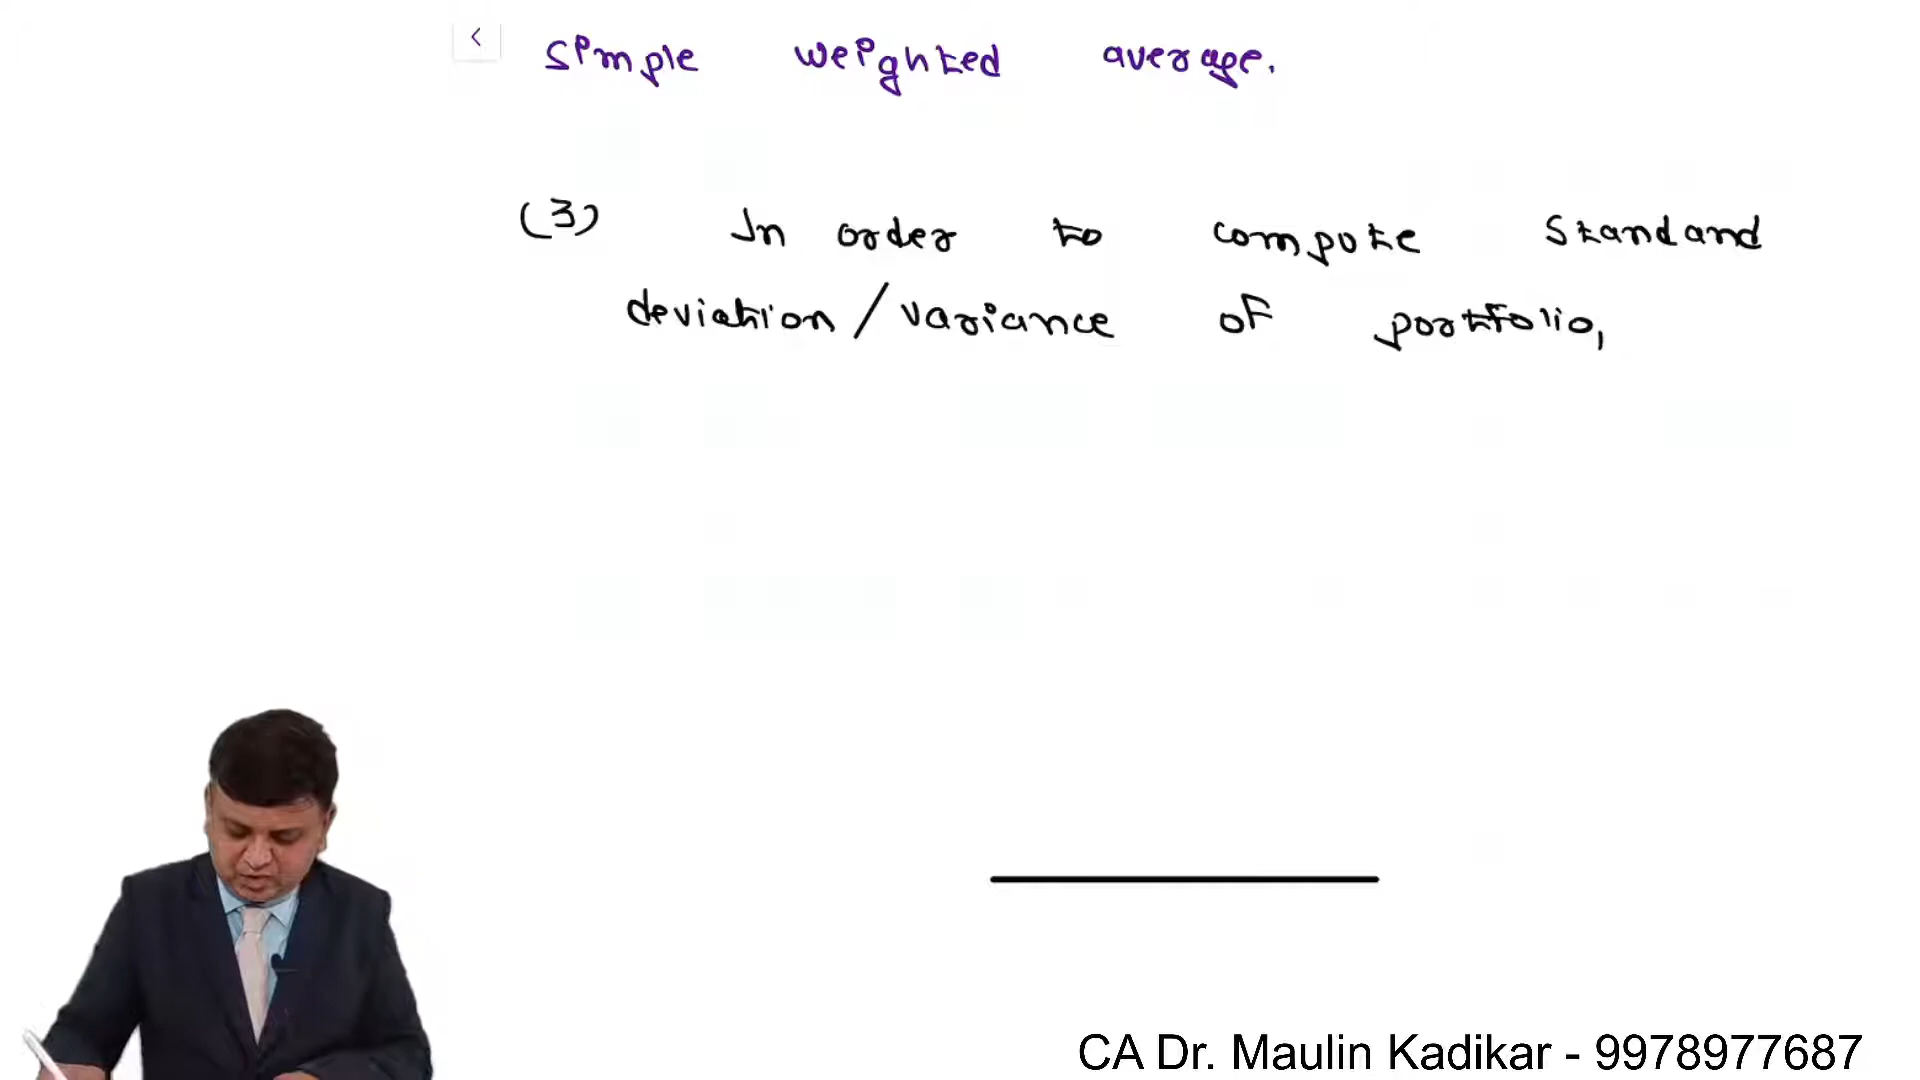 simple weighted average.
(3) In order to compute standard
deviation/variance of portfolio,
CA Dr. Maulin Kadikar - 9978977687